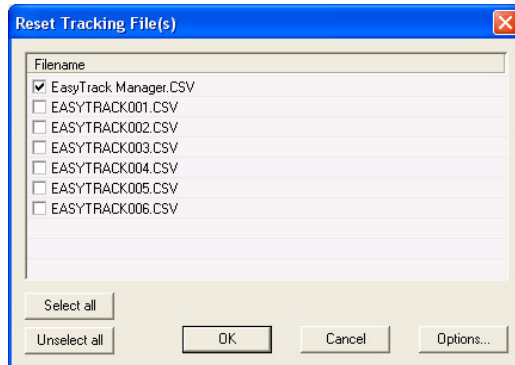 Reset Tracking File(s)
Filename
EasyTrack Manager.CSV
EASYTRACK001.CSV
EASYTRACK002.CSV
EASYTRACK003.CSV
EASYTRACK004.CSV
EASYTRACK005.CSV
EASYTRACK006.CSV
Select all
Unselect all
OK
Cancel
Options...